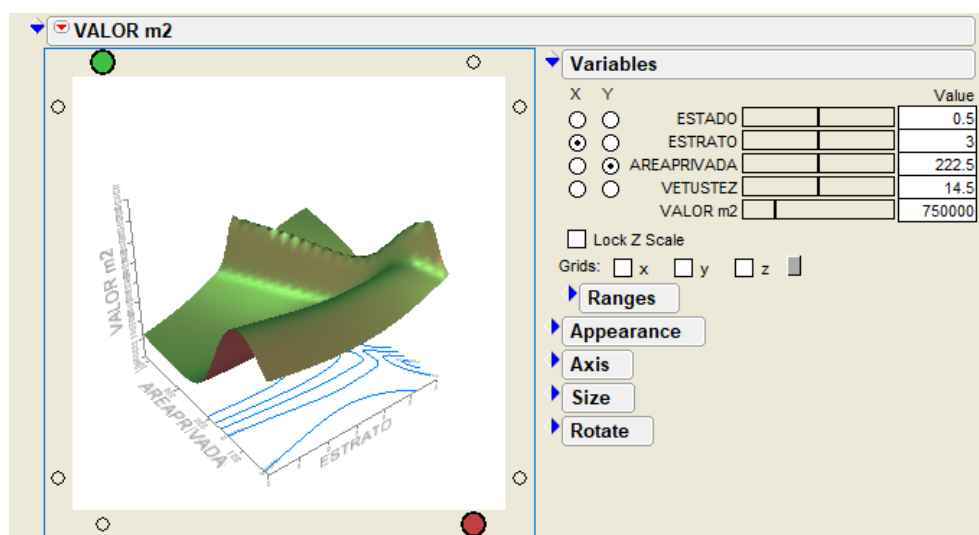 VALOR m2
Variables
X Y Value
ESTADO 0.5
ESTRATO 3
AREAPRIVADA 222.5
VETUSTEZ 14.5
VALOR m2 750000
Lock Z Scale
Grids: x y z
Ranges
Appearance
Axis
Size
Rotate
VALOR m2
AREAPRIVADA
ESTRATO